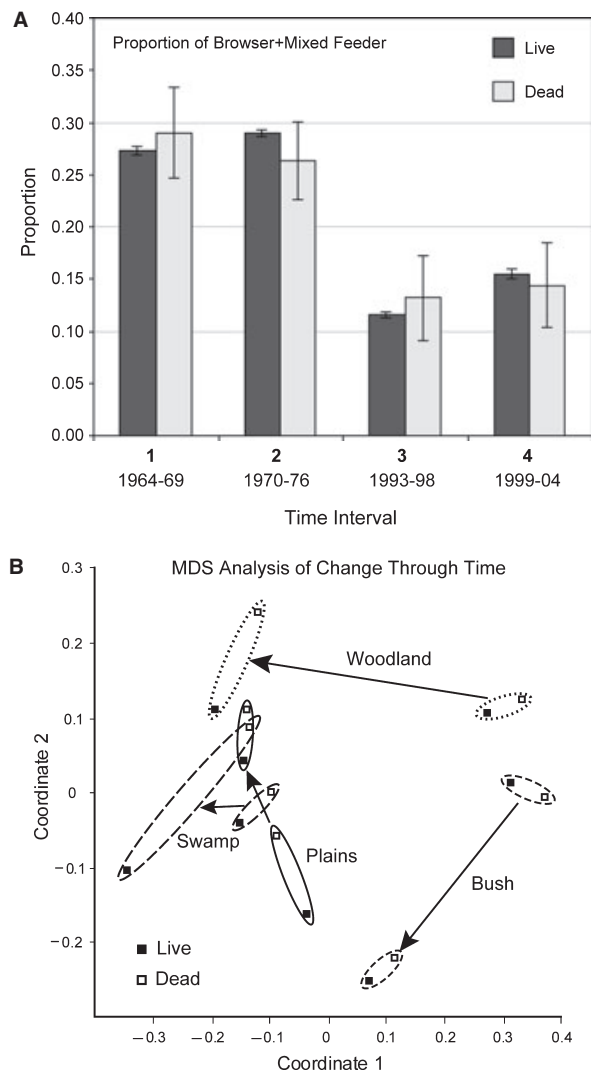 A
Proportion of Browser+Mixed Feeder
Live
Dead
0.40
0.35
0.30
0.25
0.20
0.15
0.10
0.05
0.00
Proportion
1
2
3
4
1964-69
1970-76
1993-98
1999-04
Time Interval
B
MDS Analysis of Change Through Time
0.3
0.2
0.1
0
−0.1
−0.2
Coordinate 2
Woodland
Swamp
Plains
Bush
Live
Dead
−0.3
−0.2
−0.1
0
0.1
0.2
0.3
0.4
Coordinate 1